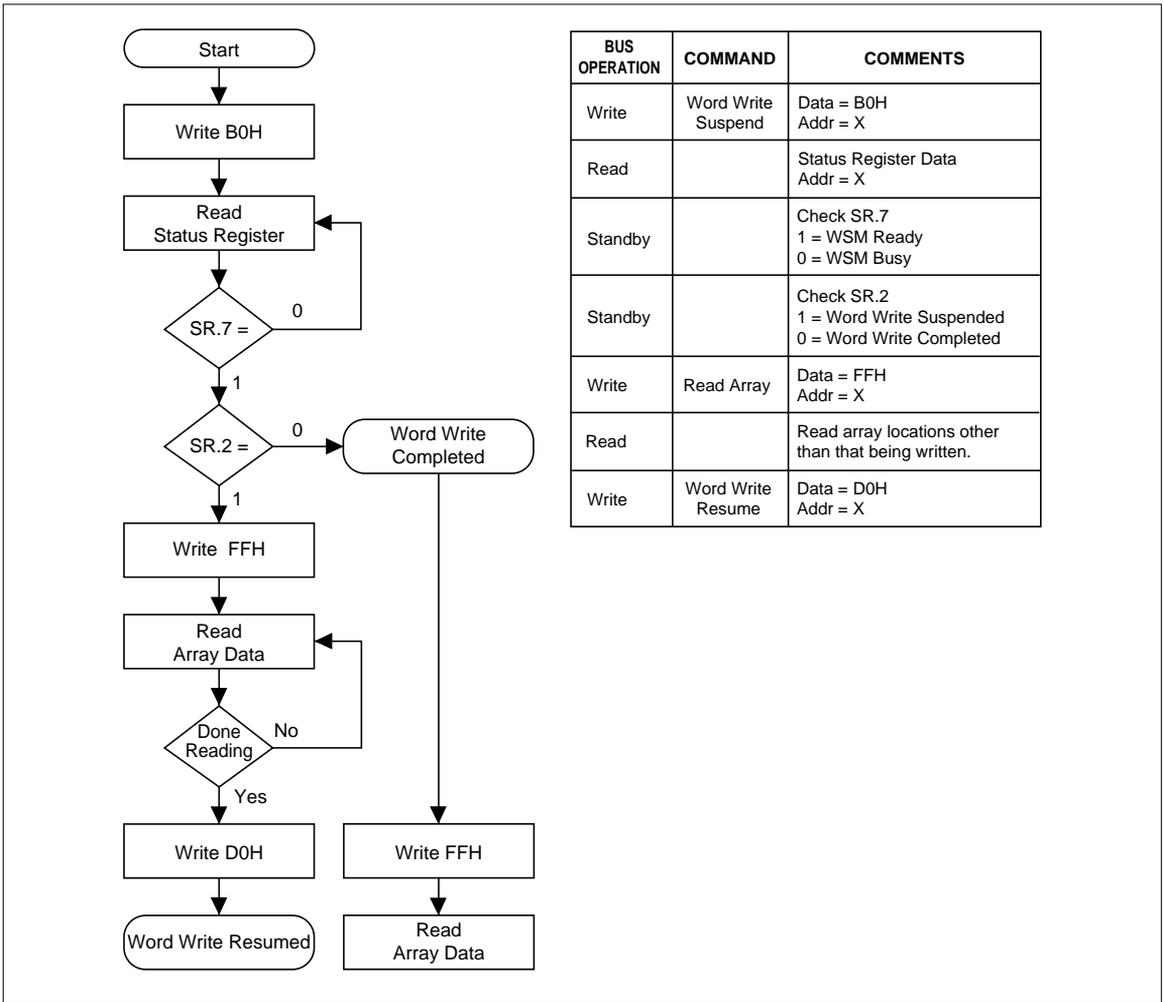 Start
Write B0H
Read
Status Register
SR.7 =
0
1
SR.2 =
0
Word Write
Completed
1
Write FFH
Read
Array Data
Done
Reading
No
Yes
Write D0H
Write FFH
Word Write Resumed
Read
Array Data
BUS
OPERATION
COMMAND
COMMENTS
Write
Word Write
Suspend
Data = B0H
Addr = X
Read
Status Register Data
Addr = X
Standby
Check SR.7
1 = WSM Ready
0 = WSM Busy
Standby
Check SR.2
1 = Word Write Suspended
0 = Word Write Completed
Write
Read Array
Data = FFH
Addr = X
Read
Read array locations other
than that being written.
Write
Word Write
Resume
Data = D0H
Addr = X